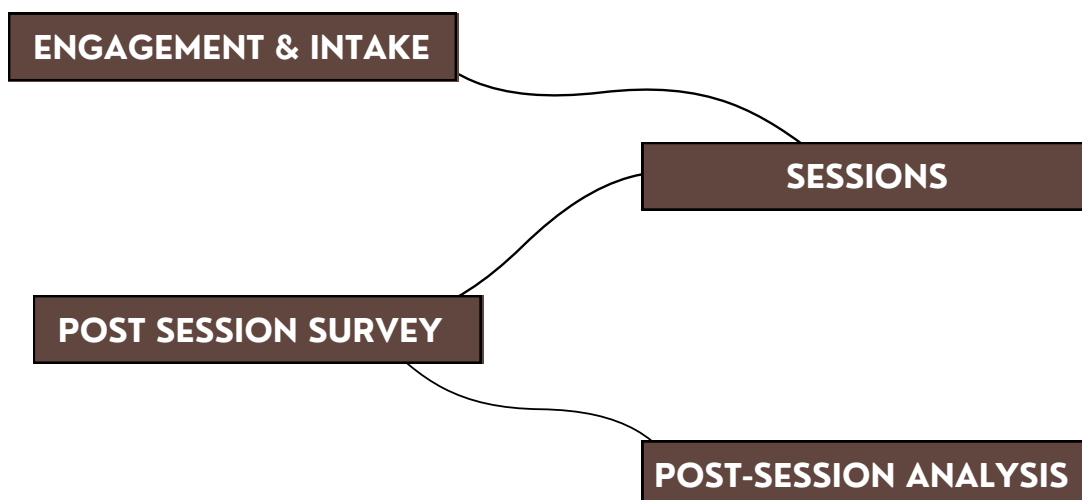 ENGAGEMENT & INTAKE
SESSIONS
POST SESSION SURVEY
POST-SESSION ANALYSIS